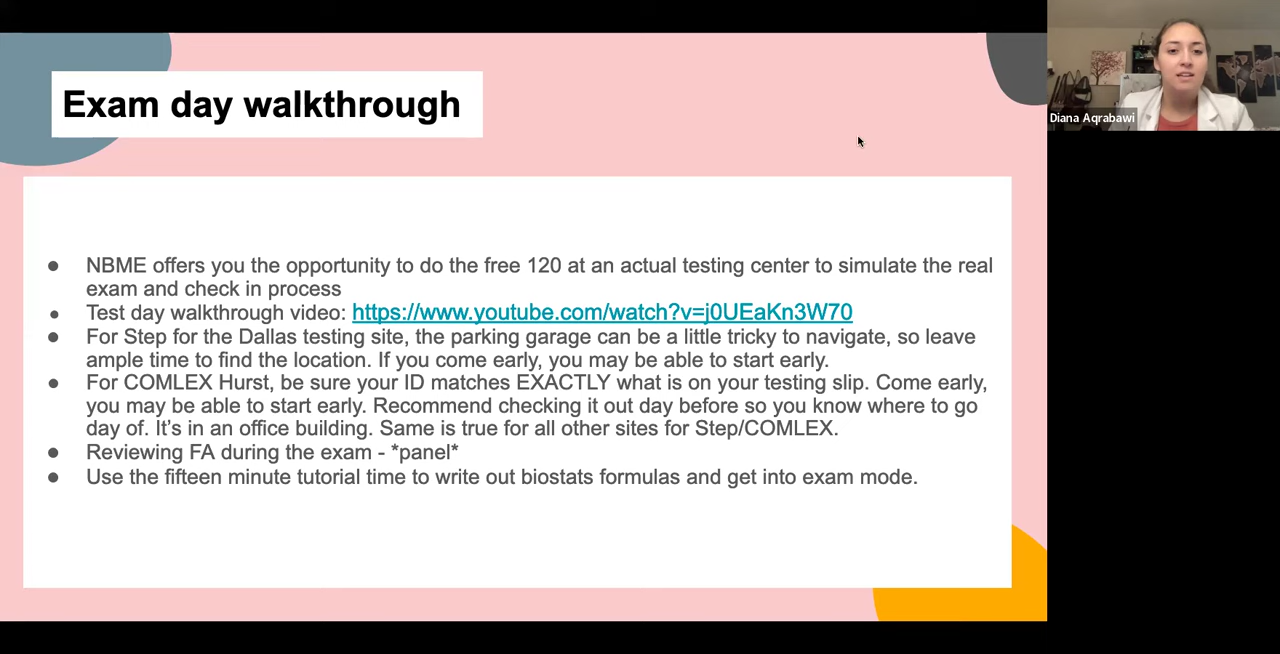 Exam day walkthrough
Diana Aqrabawi
● NBME offers you the opportunity to do the free 120 at an actual testing center to simulate the real
exam and check in process
● Test day walkthrough video: https://www.youtube.com/watch?v=j0UEaKn3W70
● For Step for the Dallas testing site, the parking garage can be a little tricky to navigate, so leave
ample time to find the location. If you come early, you may be able to start early.
● For COMLEX Hurst, be sure your ID matches EXACTLY what is on your testing slip. Come early,
you may be able to start early. Recommend checking it out day before so you know where to go
day of. It’s in an office building. Same is true for all other sites for Step/COMLEX.
● Reviewing FA during the exam - *panel*
● Use the fifteen minute tutorial time to write out biostats formulas and get into exam mode.